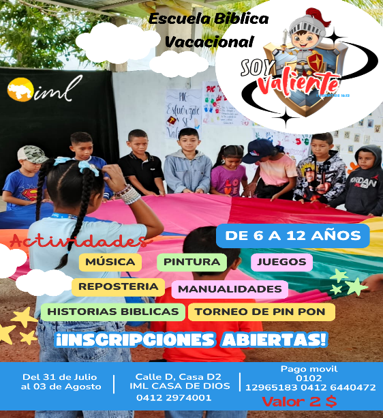 Escuela Biblica
Vacacional
SOY
Valiente
iml
Actividades
DE 6 A 12 AÑOS
MÚSICA
PINTURA
JUEGOS
REPOSTERIA
MANUALIDADES
HISTORIAS BIBLICAS
TORNEO DE PIN PON
¡INSCRIPCIONES ABIERTAS!
Del 31 de Julio
al 03 de Agosto
Calle D, Casa D2
IML CASA DE DIOS
0412 2974001
Pago movil
0102
12965183 0412 6440472
Valor 2 $